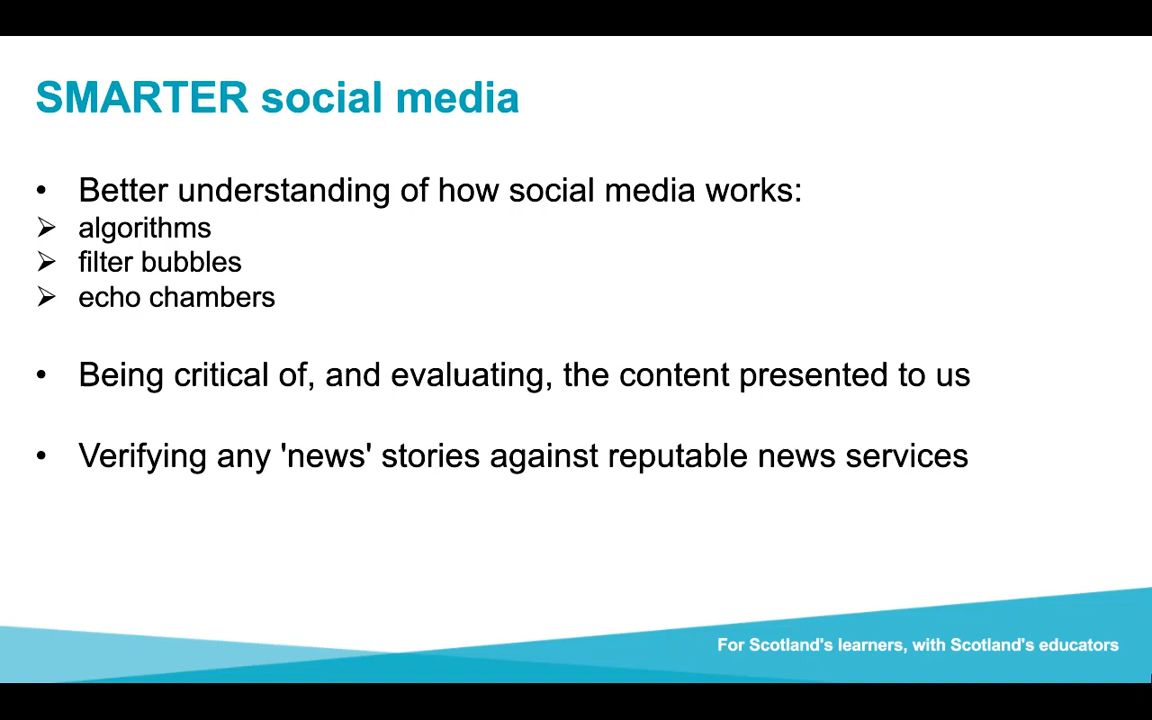 SMARTER social media
• Better understanding of how social media works:
➢ algorithms
➢ filter bubbles
➢ echo chambers
• Being critical of, and evaluating, the content presented to us
• Verifying any 'news' stories against reputable news services
For Scotland's learners, with Scotland's educators